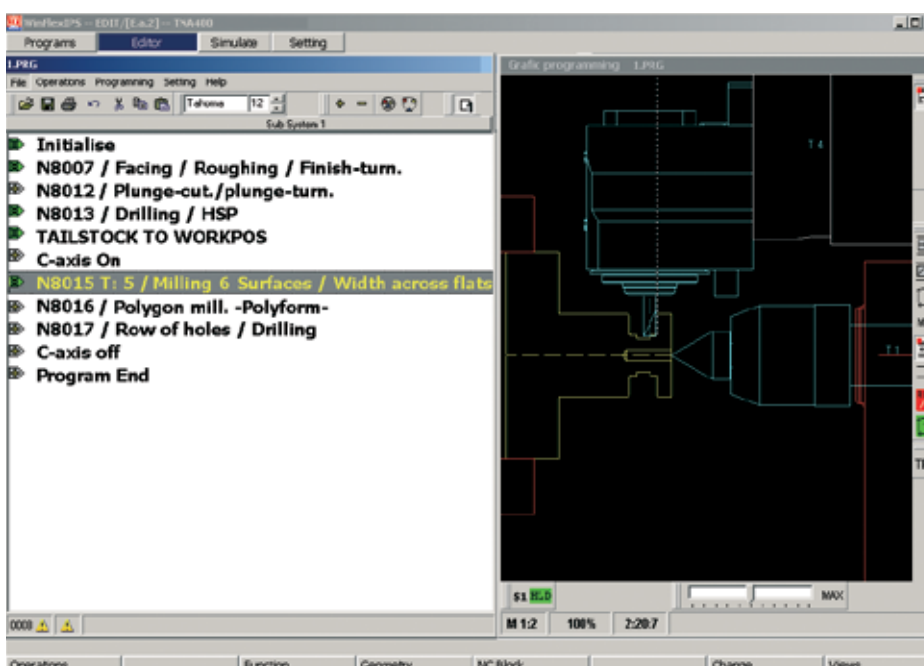 WinflexIPS -- EDIT/[E.a.2] -- TNA400
Programs Editor Simulate Setting
1.PRG
File Operations Programming Setting Help
Tahoma 12
Sub System 1
Initialise
N8007 / Facing / Roughing / Finish-turn.
N8012 / Plunge-cut./plunge-turn.
N8013 / Drilling / HSP
TAILSTOCK TO WORKPOS
C-axis On
N8015 T: 5 / Milling 6 Surfaces / Width across flats
N8016 / Polygon mill. -Polyform-
N8017 / Row of holes / Drilling
C-axis off
Program End
0000
Grafic programming 1.PRG
T 4
T 1
S1 HLD
MAX
M 1:2 100% 2:20.7
Operations Function Geometry NC Block Change Views